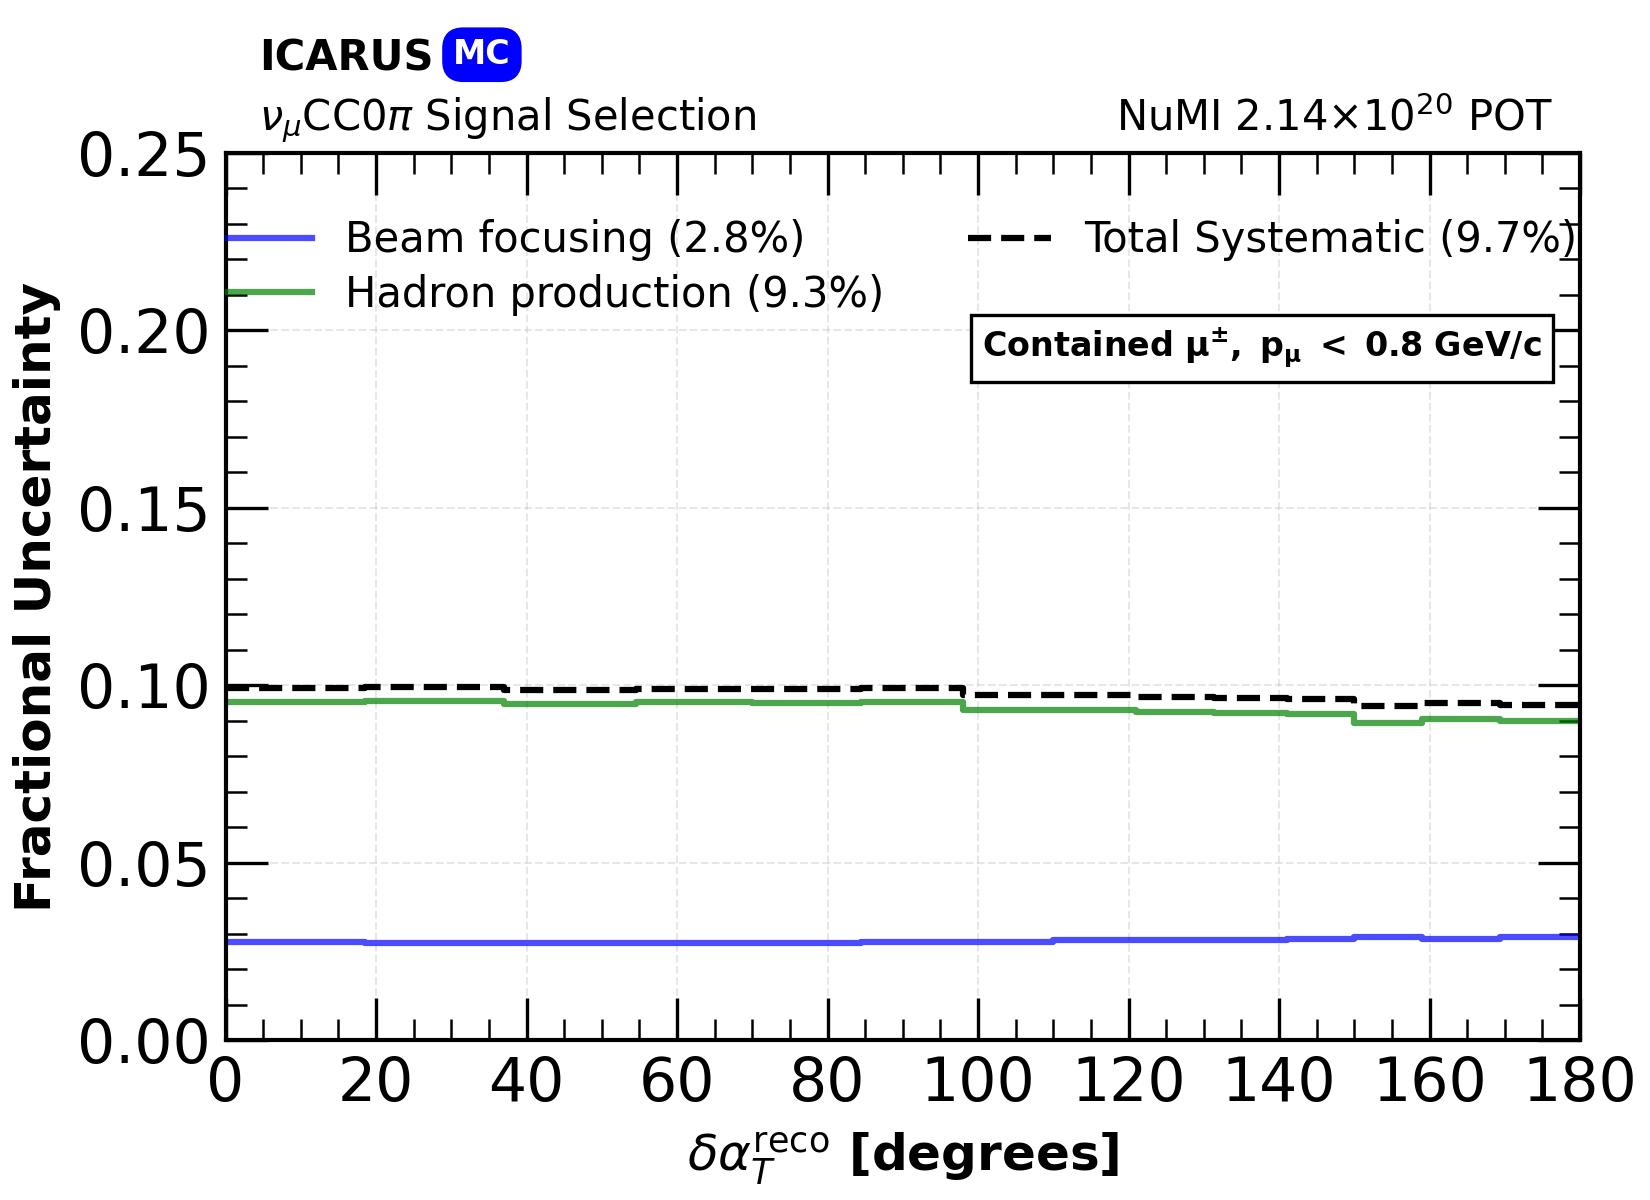 ICARUS MC
νμCC0π Signal Selection
NuMI 2.14×10²⁰ POT
0.25
0.20
0.15
0.10
0.05
0.00
Fractional Uncertainty
Beam focusing (2.8%)
Hadron production (9.3%)
Total Systematic (9.7%)
Contained μ±, pμ < 0.8 GeV/c
0 20 40 60 80 100 120 140 160 180
δα_T^reco [degrees]